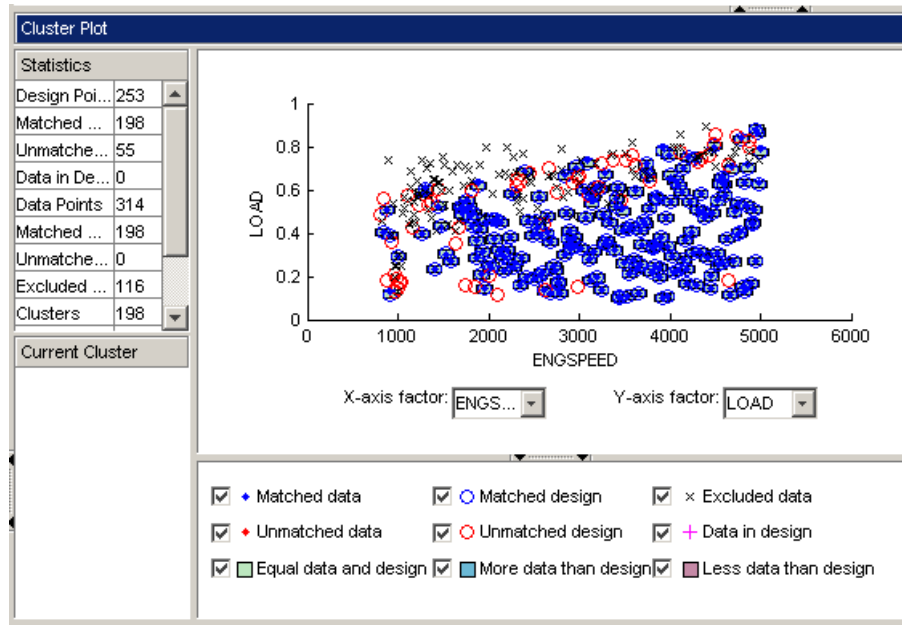 Cluster Plot
Statistics
Design Poi... 253
Matched ... 198
Unmatche... 55
Data in De... 0
Data Points 314
Matched ... 198
Unmatche... 0
Excluded ... 116
Clusters 198
Current Cluster
1
0.8
0.6
0.4
0.2
0
LOAD
0 1000 2000 3000 4000 5000 6000
ENGSPEED
X-axis factor: ENGS... Y-axis factor: LOAD
Matched data Matched design Excluded data
Unmatched data Unmatched design Data in design
Equal data and design More data than design Less data than design